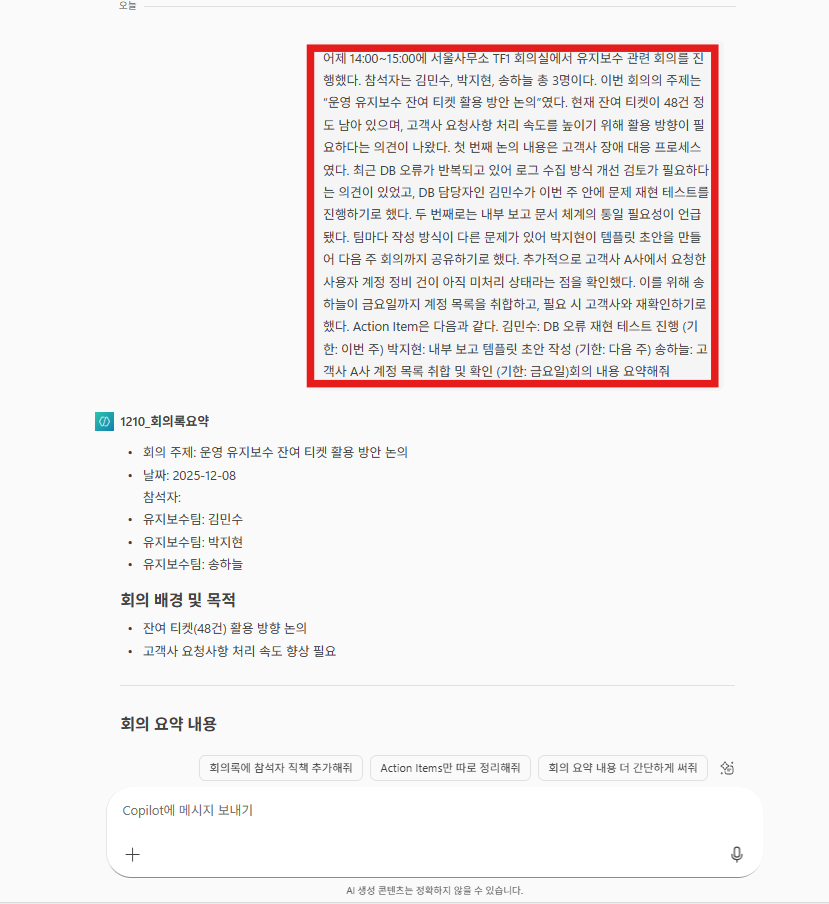 오늘
어제 14:00~15:00에 서울사무소 TF1 회의실에서 유지보수 관련 회의를 진
행했다. 참석자는 김민수, 박지현, 송하늘 총 3명이다. 이번 회의의 주제는
“운영 유지보수 잔여 티켓 활용 방안 논의”였다. 현재 잔여 티켓이 48건 정
도 남아 있으며, 고객사 요청사항 처리 속도를 높이기 위해 활용 방향이 필
요하다는 의견이 나왔다. 첫 번째 논의 내용은 고객사 장애 대응 프로세스
였다. 최근 DB 오류가 반복되고 있어 로그 수집 방식 개선 검토가 필요하다
는 의견이 있었고, DB 담당자인 김민수가 이번 주 안에 문제 재현 테스트를
진행하기로 했다. 두 번째로는 내부 보고 문서 체계의 통일 필요성이 언급
됐다. 팀마다 작성 방식이 다른 문제가 있어 박지현이 템플릿 초안을 만들
어 다음 주 회의까지 공유하기로 했다. 추가적으로 고객사 A사에서 요청한
사용자 계정 정비 건이 아직 미처리 상태라는 점을 확인했다. 이를 위해 송
하늘이 금요일까지 계정 목록을 취합하고, 필요 시 고객사와 재확인하기로
했다. Action Item은 다음과 같다. 김민수: DB 오류 재현 테스트 진행 (기
한: 이번 주) 박지현: 내부 보고 템플릿 초안 작성 (기한: 다음 주) 송하늘: 고
객사 A사 계정 목록 취합 및 확인 (기한: 금요일)회의 내용 요약해줘
1210_회의록요약
• 회의 주제: 운영 유지보수 잔여 티켓 활용 방안 논의
• 날짜: 2025-12-08
참석자:
• 유지보수팀: 김민수
• 유지보수팀: 박지현
• 유지보수팀: 송하늘
회의 배경 및 목적
• 잔여 티켓(48건) 활용 방향 논의
• 고객사 요청사항 처리 속도 향상 필요
회의 요약 내용
회의록에 참석자 직책 추가해줘
Action Items만 따로 정리해줘
회의 요약 내용 더 간단하게 써줘
Copilot에 메시지 보내기
AI 생성 콘텐츠는 정확하지 않을 수 있습니다.